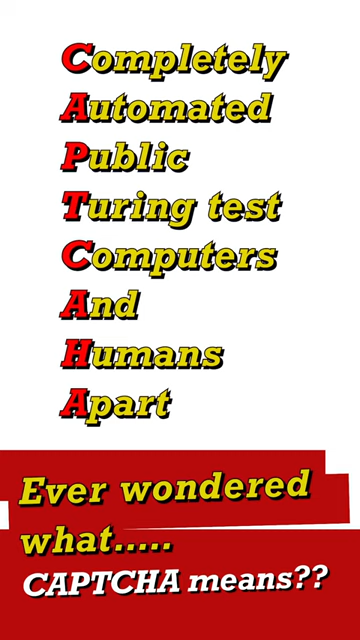 Completely
Automated
Public
Turing test
Computers
And
Humans
Apart
Ever wondered
what.....
CAPTCHA means??